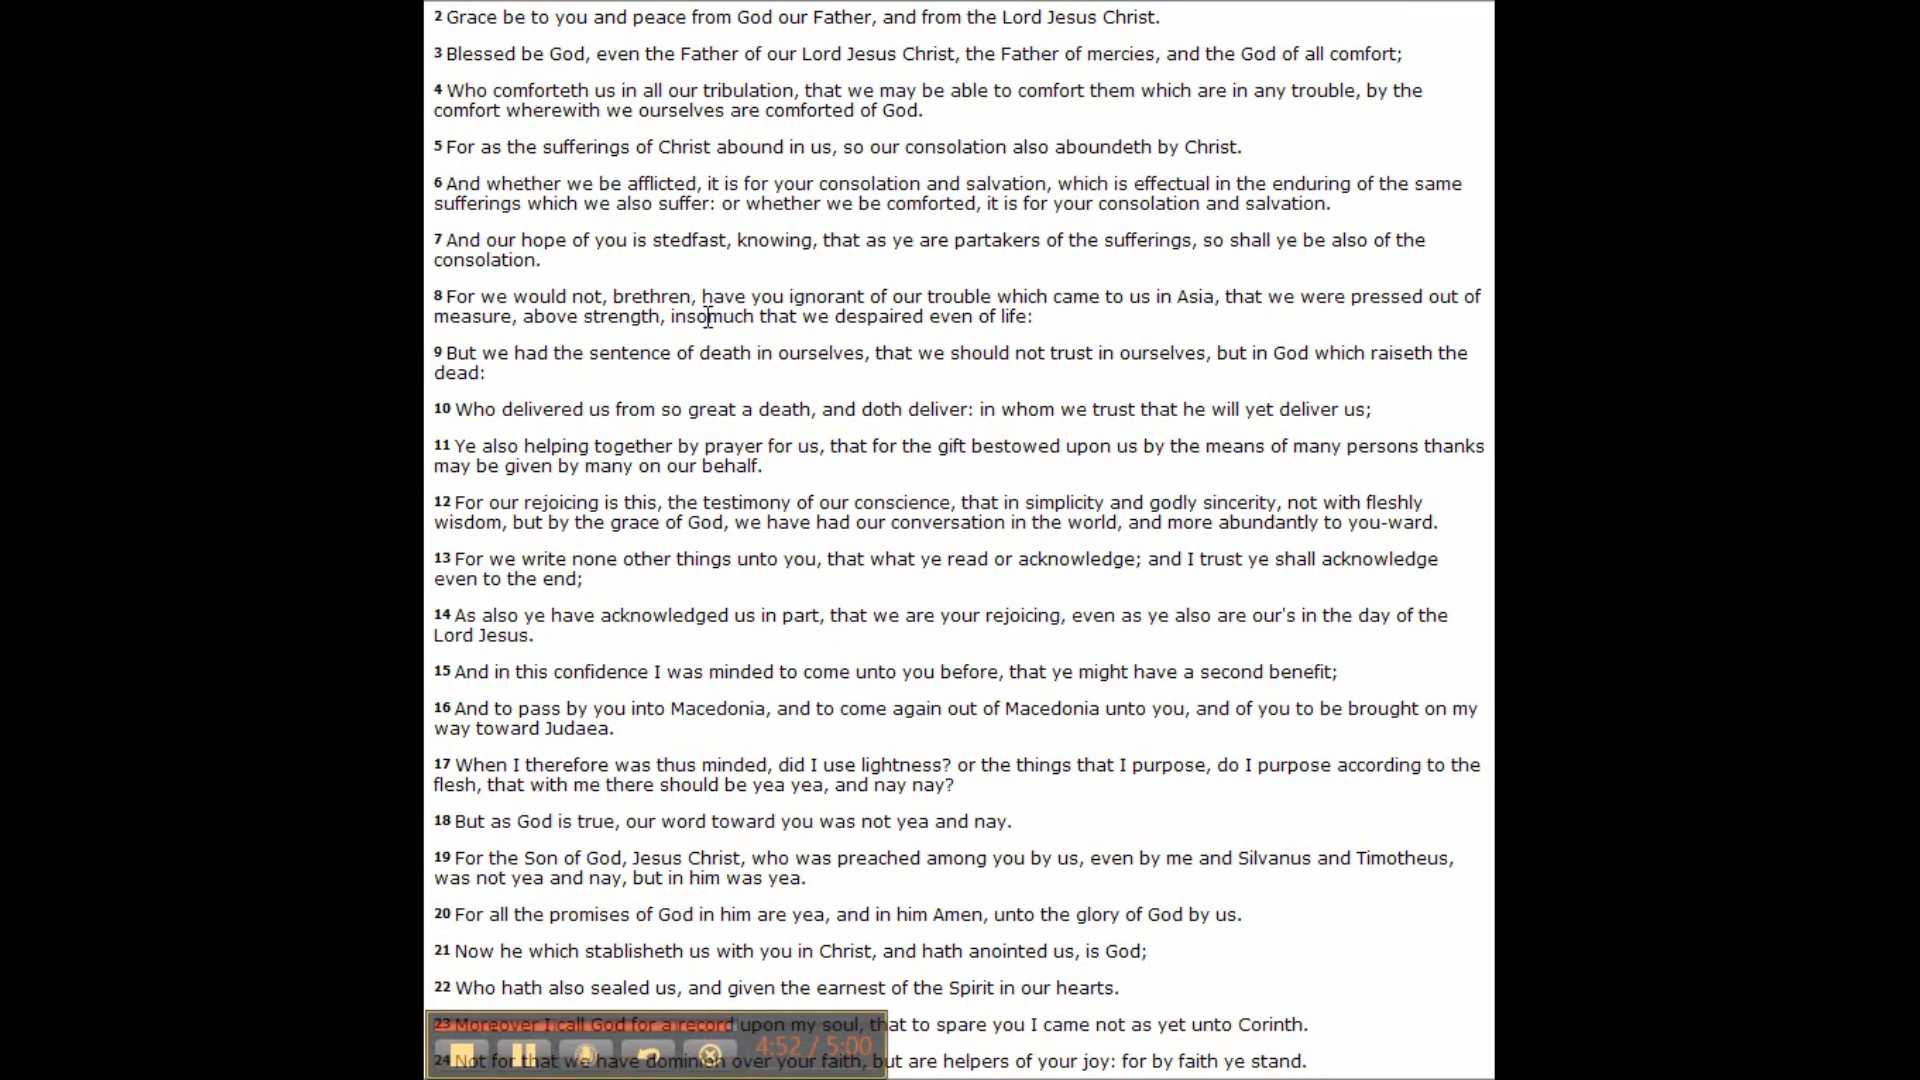 2 Grace be to you and peace from God our Father, and from the Lord Jesus Christ.
3 Blessed be God, even the Father of our Lord Jesus Christ, the Father of mercies, and the God of all comfort;
4 Who comforteth us in all our tribulation, that we may be able to comfort them which are in any trouble, by the
comfort wherewith we ourselves are comforted of God.
5 For as the sufferings of Christ abound in us, so our consolation also aboundeth by Christ.
6 And whether we be afflicted, it is for your consolation and salvation, which is effectual in the enduring of the same
sufferings which we also suffer: or whether we be comforted, it is for your consolation and salvation.
7 And our hope of you is stedfast, knowing, that as ye are partakers of the sufferings, so shall ye be also of the
consolation.
8 For we would not, brethren, have you ignorant of our trouble which came to us in Asia, that we were pressed out of
measure, above strength, insomuch that we despaired even of life:
9 But we had the sentence of death in ourselves, that we should not trust in ourselves, but in God which raiseth the
dead:
10 Who delivered us from so great a death, and doth deliver: in whom we trust that he will yet deliver us;
11 Ye also helping together by prayer for us, that for the gift bestowed upon us by the means of many persons thanks
may be given by many on our behalf.
12 For our rejoicing is this, the testimony of our conscience, that in simplicity and godly sincerity, not with fleshly
wisdom, but by the grace of God, we have had our conversation in the world, and more abundantly to you-ward.
13 For we write none other things unto you, that what ye read or acknowledge; and I trust ye shall acknowledge
even to the end;
14 As also ye have acknowledged us in part, that we are your rejoicing, even as ye also are our's in the day of the
Lord Jesus.
15 And in this confidence I was minded to come unto you before, that ye might have a second benefit;
16 And to pass by you into Macedonia, and to come again out of Macedonia unto you, and of you to be brought on my
way toward Judaea.
17 When I therefore was thus minded, did I use lightness? or the things that I purpose, do I purpose according to the
flesh, that with me there should be yea yea, and nay nay?
18 But as God is true, our word toward you was not yea and nay.
19 For the Son of God, Jesus Christ, who was preached among you by us, even by me and Silvanus and Timotheus,
was not yea and nay, but in him was yea.
20 For all the promises of God in him are yea, and in him Amen, unto the glory of God by us.
21 Now he which stablisheth us with you in Christ, and hath anointed us, is God;
22 Who hath also sealed us, and given the earnest of the Spirit in our hearts.
23 Moreover I call God for a record upon my soul, that to spare you I came not as yet unto Corinth.
4:52 / 5:00
24 Not for that we have dominion over your faith, but are helpers of your joy: for by faith ye stand.